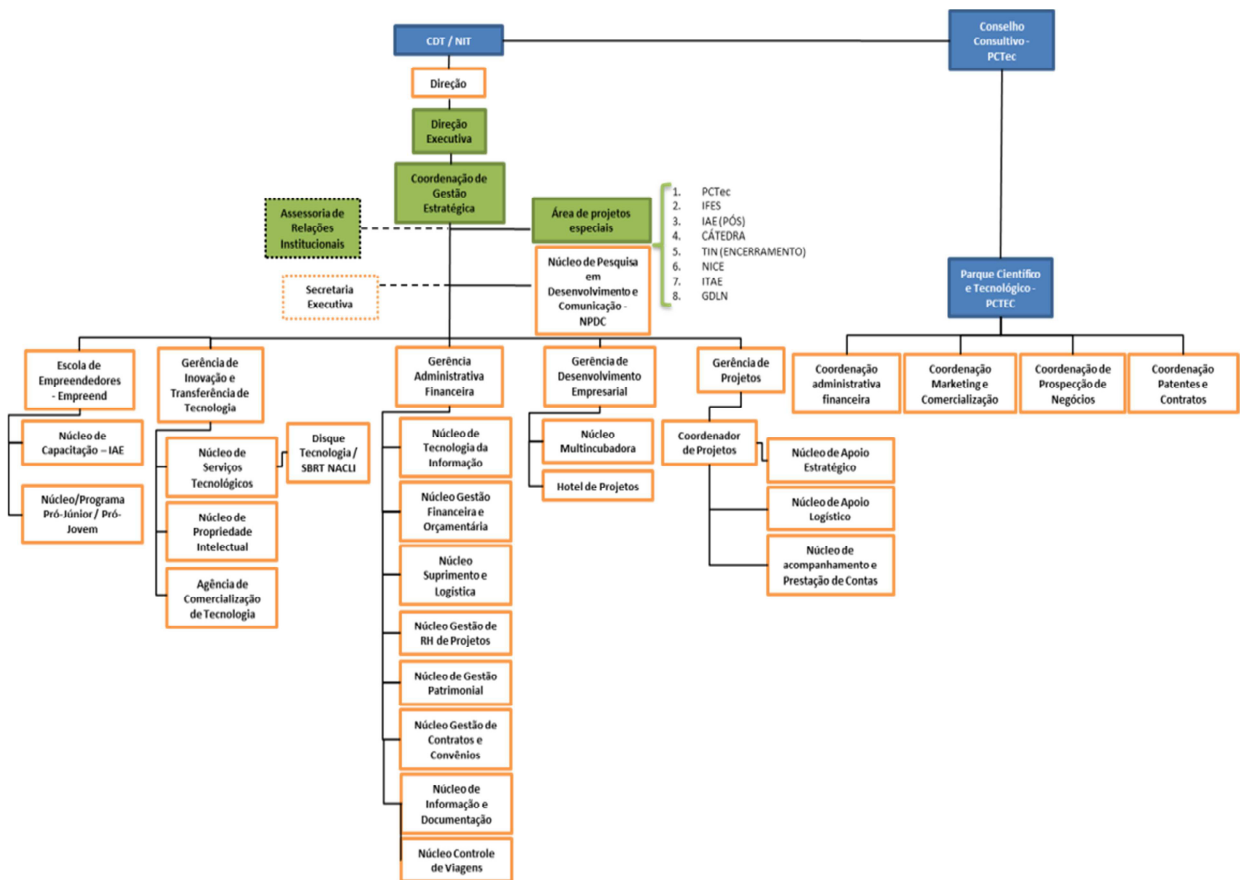 CDT / NIT
Conselho
Consultivo -
PCTec
Direção
Direção
Executiva
Coordenação de
Gestão
Estratégica
Assessoria de
Relações
Institucionais
Área de projetos
especiais
1. PCTec
2. IFES
3. IAE (PÓS)
4. CÁTEDRA
5. TIN (ENCERRAMENTO)
6. NICE
7. ITAE
8. GDLN
Secretaria
Executiva
Núcleo de Pesquisa
em
Desenvolvimento e
Comunicação -
NPDC
Parque Científico
e Tecnológico -
PCTEC
Escola de
Empreendedores
- Empreend
Gerência de
Inovação e
Transferência de
Tecnologia
Gerência
Administrativa
Financeira
Gerência de
Desenvolvimento
Empresarial
Gerência de
Projetos
Coordenação
administrativa
financeira
Coordenação
Marketing e
Comercialização
Coordenação de
Prospecção de
Negócios
Coordenação
Patentes e
Contratos
Núcleo de
Capacitação – IAE
Núcleo/Programa
Pró-Júnior / Pró-
Jovem
Núcleo de
Serviços
Tecnológicos
Disque
Tecnologia /
SBRT NACLI
Núcleo de
Propriedade
Intelectual
Agência de
Comercialização
de Tecnologia
Núcleo de
Tecnologia da
Informação
Núcleo Gestão
Financeira e
Orçamentária
Núcleo
Suprimento e
Logística
Núcleo Gestão de
RH de Projetos
Núcleo de Gestão
Patrimonial
Núcleo Gestão de
Contratos e
Convênios
Núcleo de
Informação e
Documentação
Núcleo Controle
de Viagens
Núcleo
Multincubadora
Hotel de Projetos
Coordenador
de Projetos
Núcleo de Apoio
Estratégico
Núcleo de Apoio
Logístico
Núcleo de
acompanhamento e
Prestação de Contas